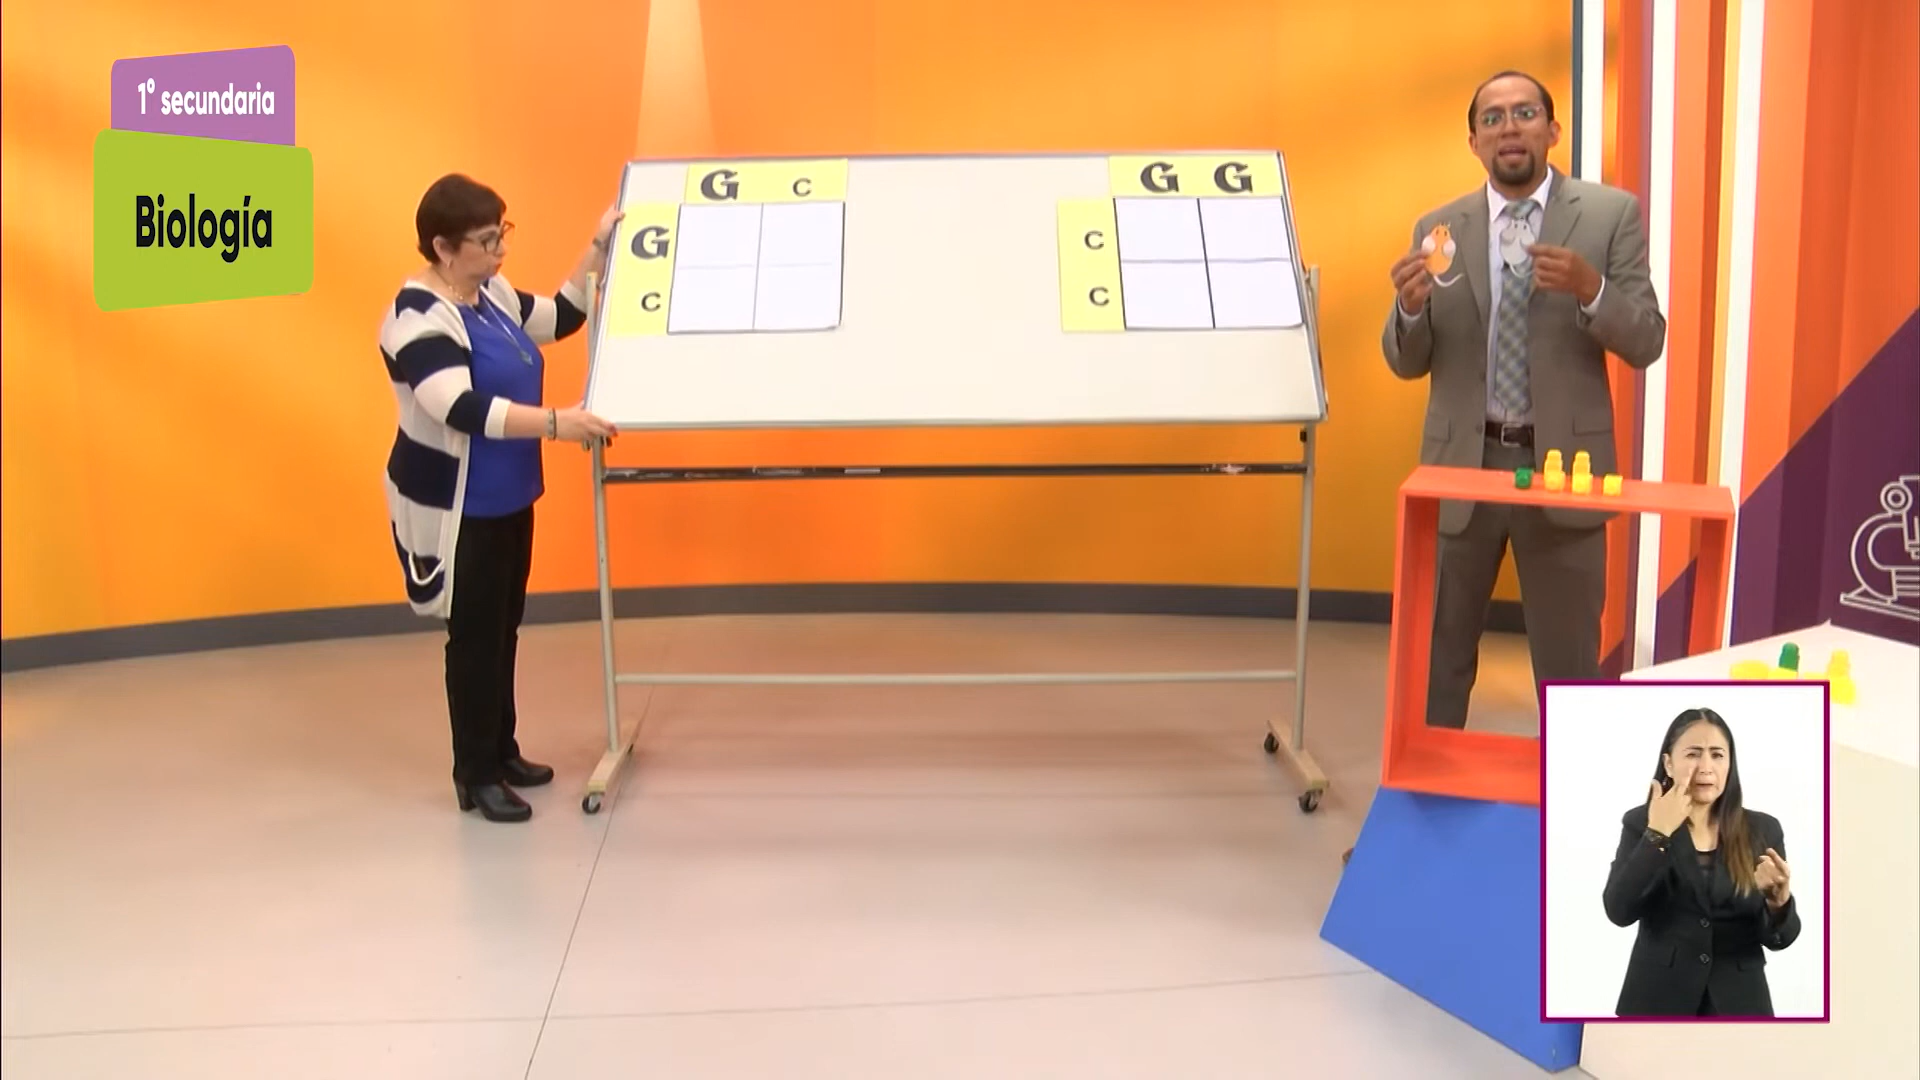 1° secundaria
Biología
G c
G
c
G G
c
c